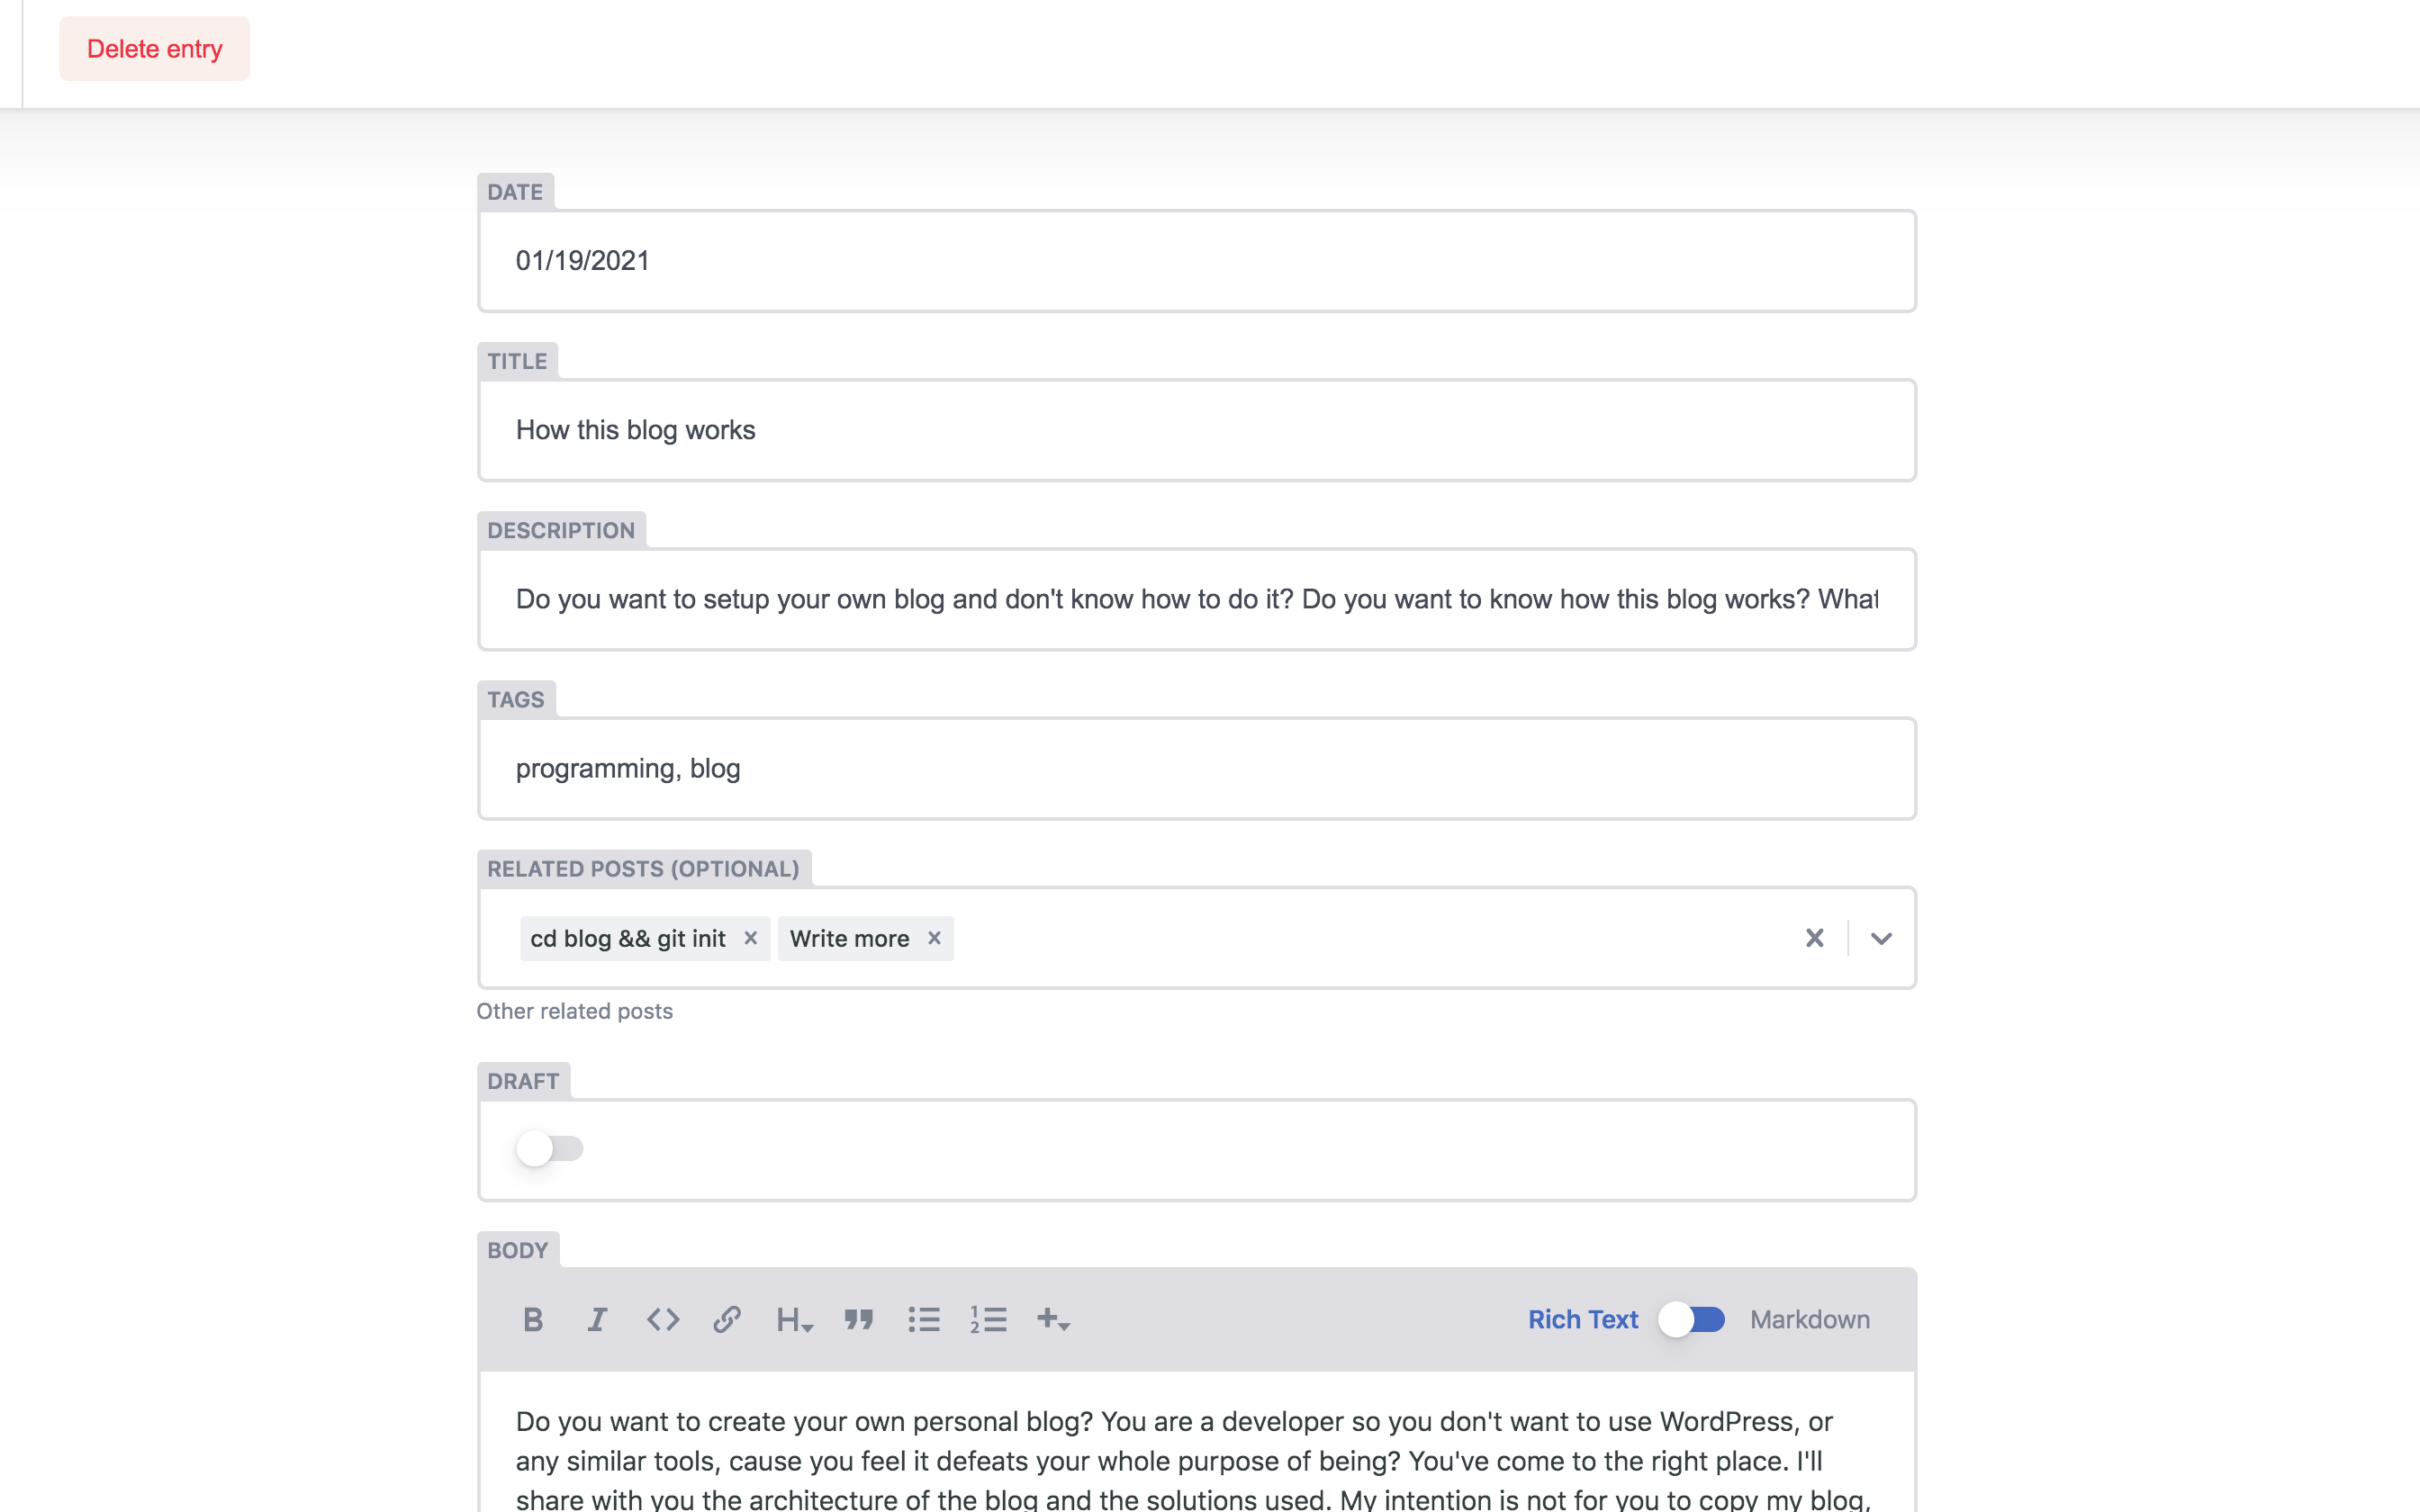 Delete entry
DATE
01/19/2021
TITLE
How this blog works
DESCRIPTION
Do you want to setup your own blog and don't know how to do it? Do you want to know how this blog works? What
TAGS
programming, blog
RELATED POSTS (OPTIONAL)
cd blog && git init × Write more ×
Other related posts
DRAFT
BODY
B I <> H Rich Text Markdown
Do you want to create your own personal blog? You are a developer so you don't want to use WordPress, or
any similar tools, cause you feel it defeats your whole purpose of being? You've come to the right place. I'll
share with you the architecture of the blog and the solutions used. My intention is not for you to copy my blog,